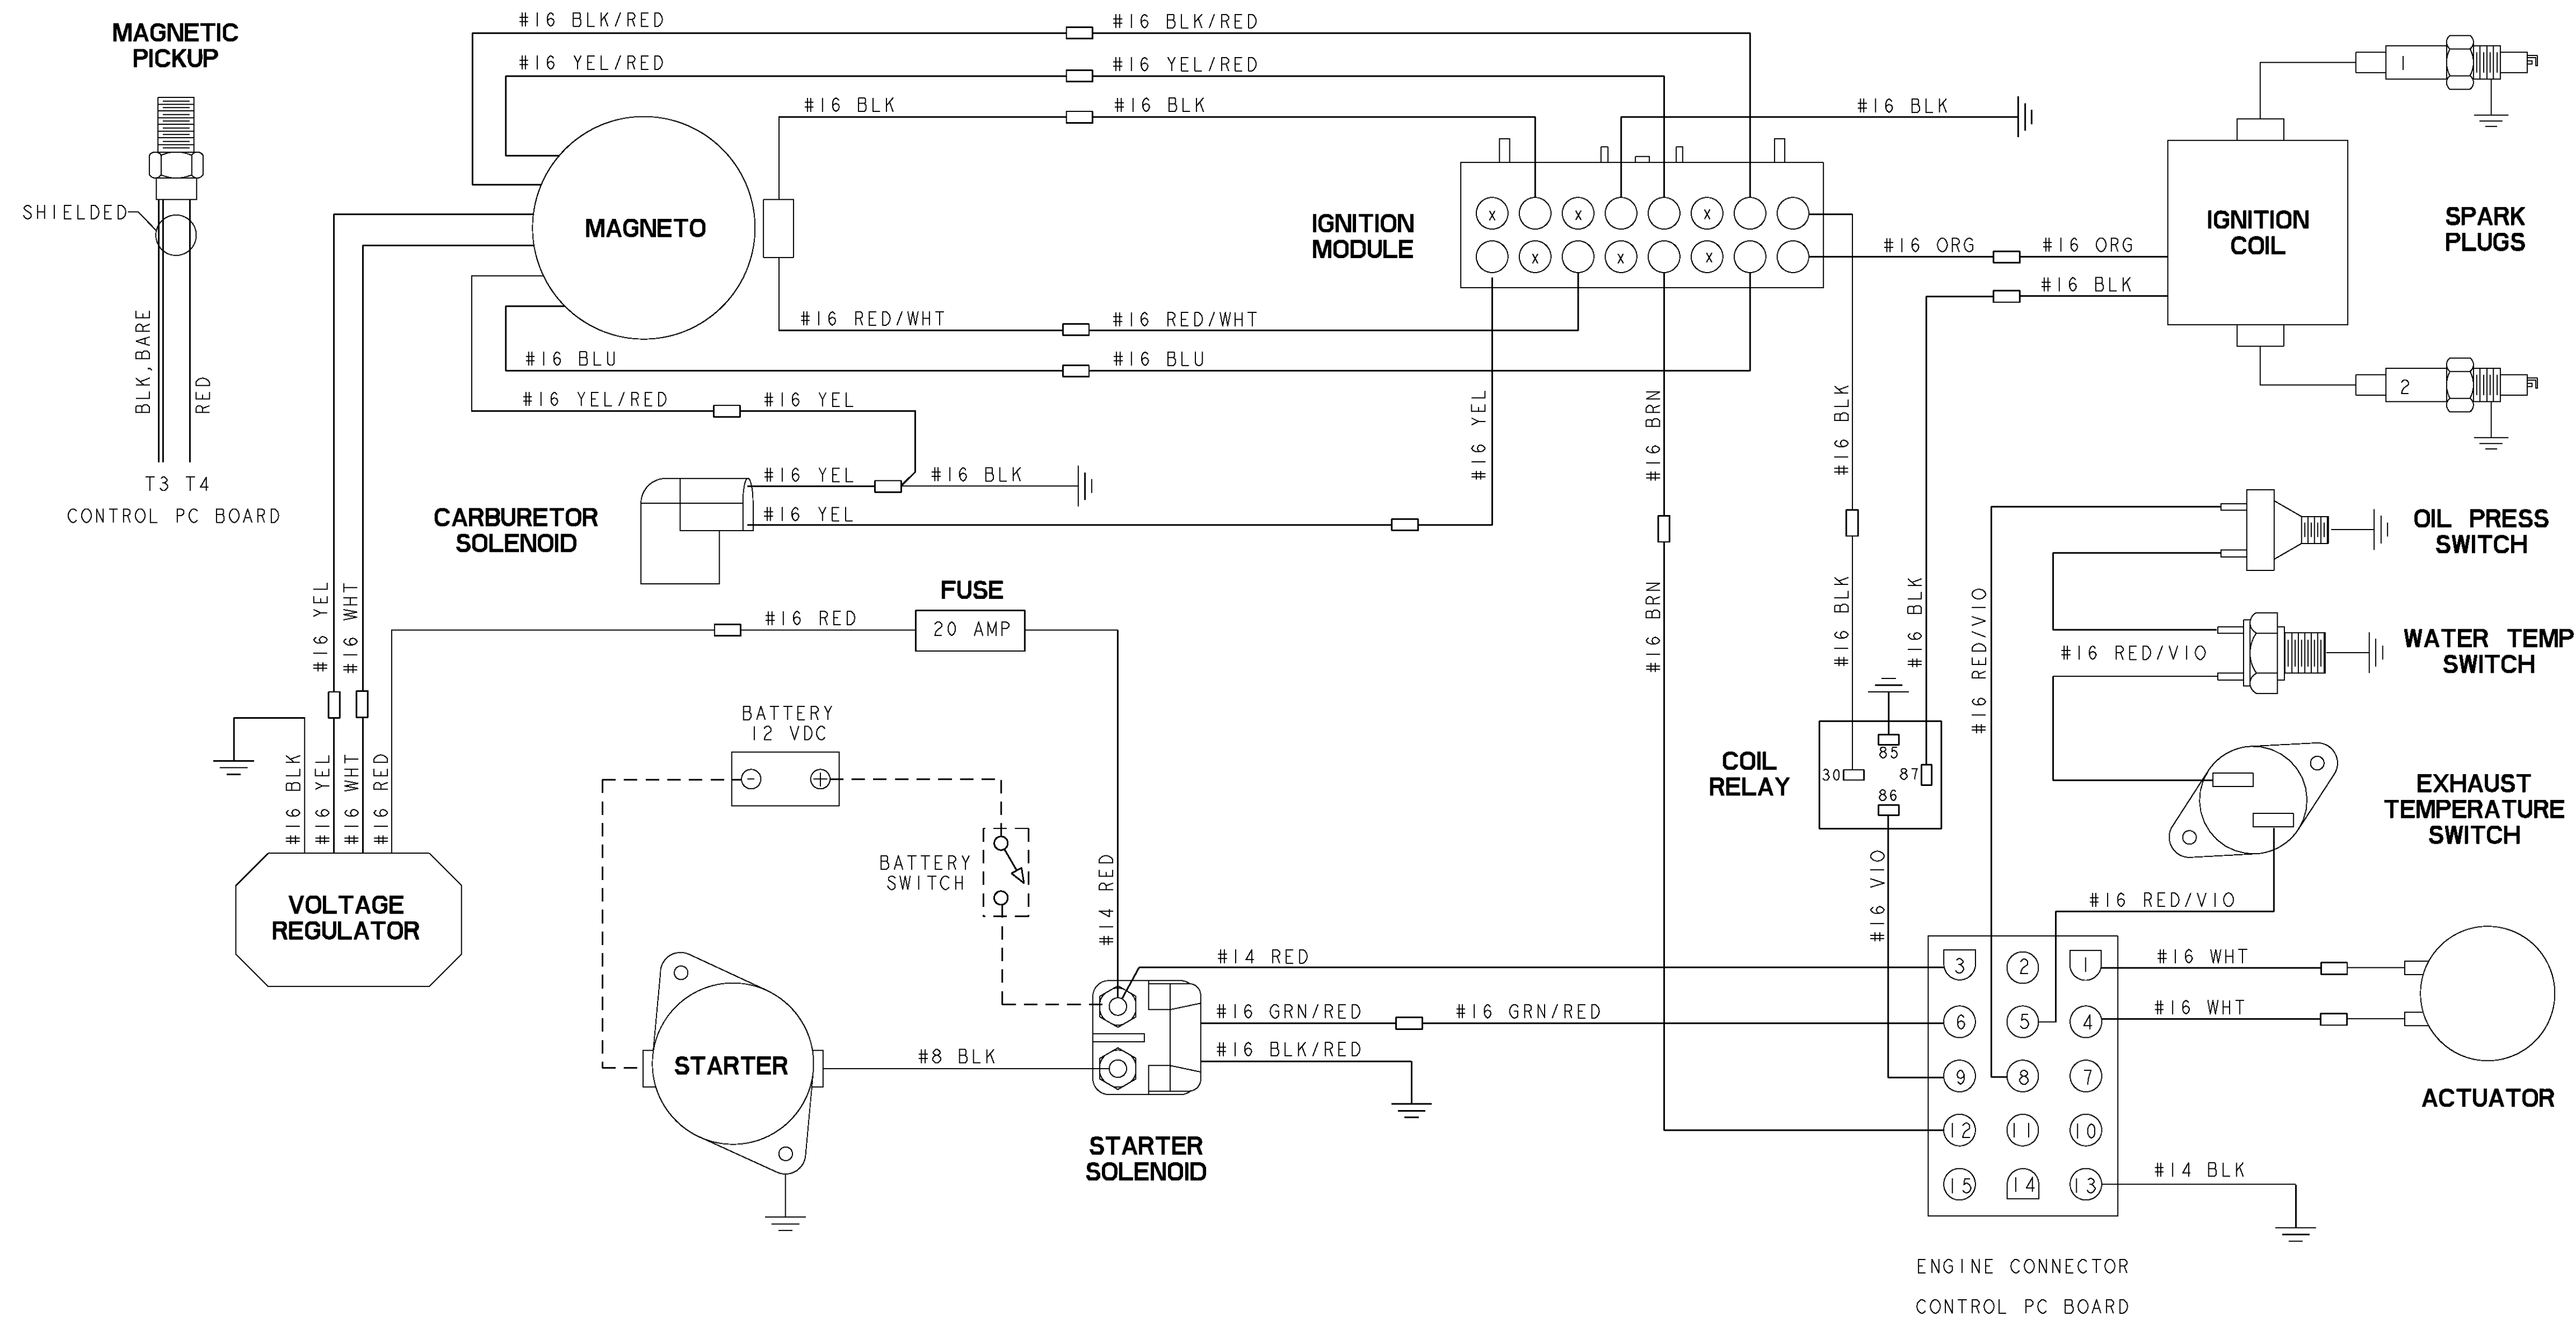 MAGNETIC
PICKUP
SHIELDED
BLK, BARE
RED
T3 T4
CONTROL PC BOARD
#16 BLK/RED
#16 BLK/RED
#16 YEL/RED
#16 YEL/RED
#16 BLK
#16 BLK
#16 BLK
MAGNETO
IGNITION
MODULE
x
x
x
x
x
x
#16 RED/WHT
#16 RED/WHT
#16 BLU
#16 BLU
#16 YEL/RED
#16 YEL
#16 YEL
#16 BLK
#16 YEL
CARBURETOR
SOLENOID
#16 YEL
#16 BRN
#16 BLK
#16 ORG
#16 ORG
#16 BLK
IGNITION
COIL
1
2
SPARK
PLUGS
#16 YEL
#16 WHT
FUSE
20 AMP
#16 RED
#16 BLK
#16 YEL
#16 WHT
#16 RED
VOLTAGE
REGULATOR
BATTERY
12 VDC
-
+
BATTERY
SWITCH
#14 RED
#16 BRN
#16 BLK
#16 BLK
#16 RED/VIO
COIL
RELAY
85
30
87
86
#16 VIO
OIL PRESS
SWITCH
WATER TEMP
SWITCH
#16 RED/VIO
EXHAUST
TEMPERATURE
SWITCH
#16 RED/VIO
STARTER
#8 BLK
STARTER
SOLENOID
#14 RED
#16 GRN/RED
#16 GRN/RED
#16 BLK/RED
3 2 1
6 5 4
9 8 7
12 11 10
15 14 13
#16 WHT
#16 WHT
ACTUATOR
#14 BLK
ENGINE CONNECTOR
CONTROL PC BOARD